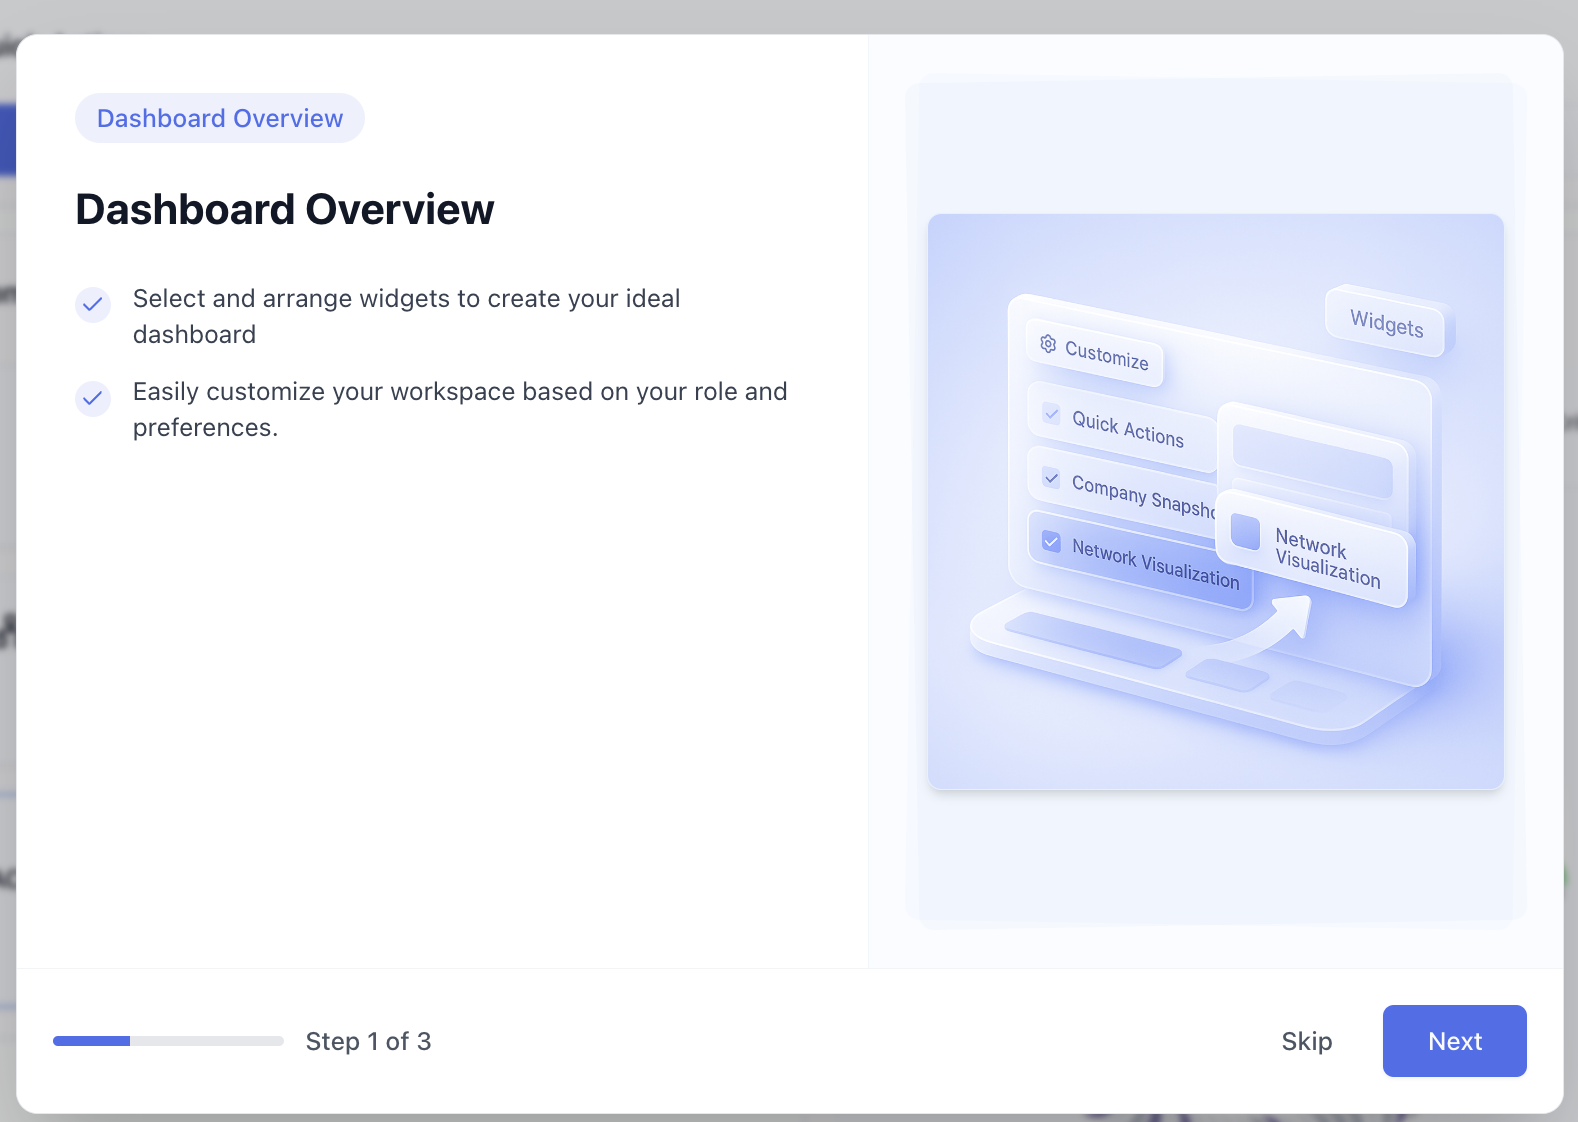 Dashboard Overview
Dashboard Overview
Select and arrange widgets to create your ideal
dashboard
Easily customize your workspace based on your role and
preferences.
Widgets
Customize
Quick Actions
Company Snapsho
Network Visualization
Network
Visualization
Step 1 of 3
Skip
Next